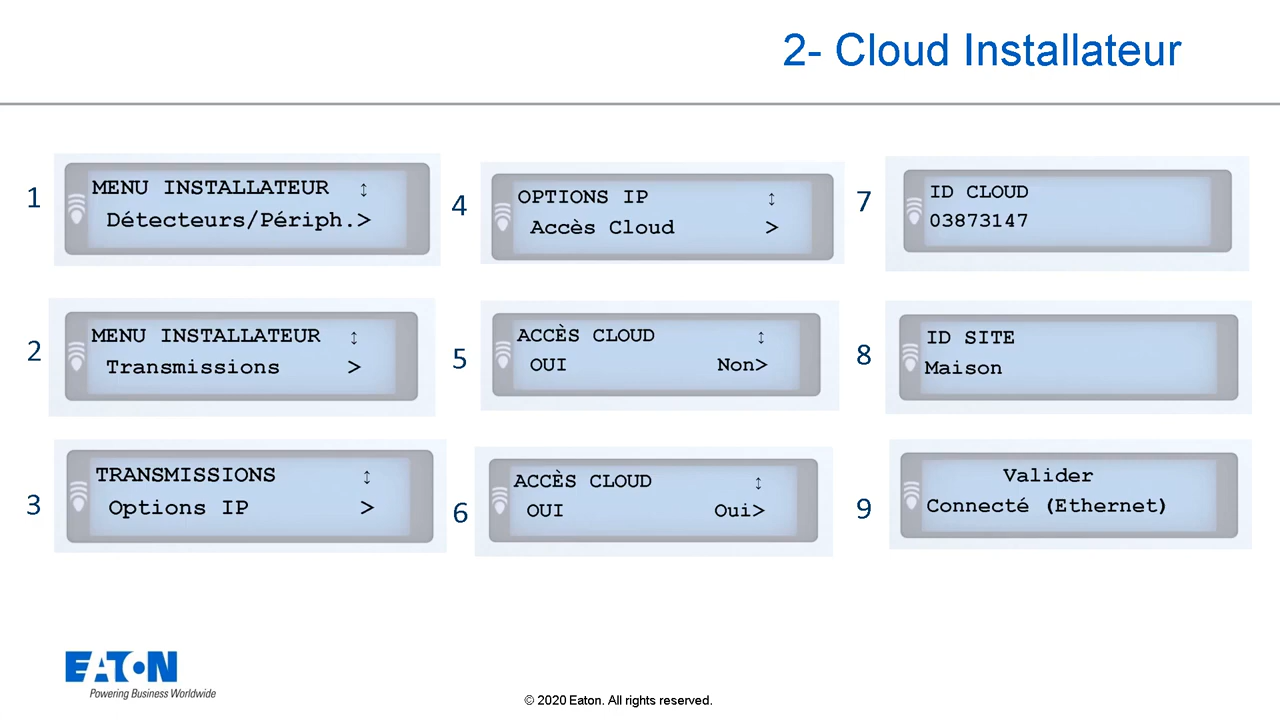 2- Cloud Installateur
1
MENU INSTALLATEUR ↕
Détecteurs/Périph.>
2
MENU INSTALLATEUR ↕
Transmissions >
3
TRANSMISSIONS ↕
Options IP >
4
OPTIONS IP ↕
Accès Cloud >
5
ACCÈS CLOUD ↕
OUI Non>
6
ACCÈS CLOUD ↕
OUI Oui>
7
ID CLOUD
03873147
8
ID SITE
Maison
9
Valider
Connecté (Ethernet)
EATON
Powering Business Worldwide
© 2020 Eaton. All rights reserved.